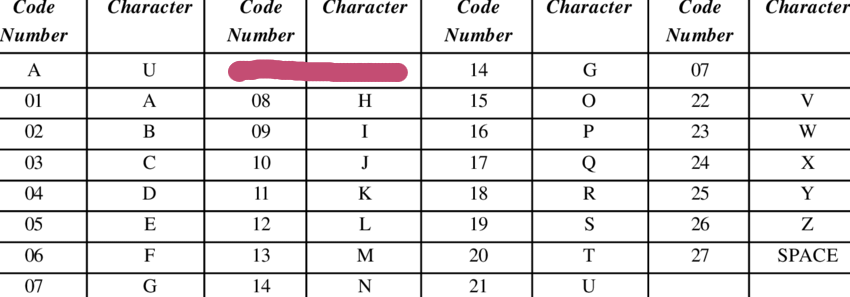 Code Number Character Code Number Character Code Number Character Code Number Character
A U 14 G 07
01 A 08 H 15 O 22 V
02 B 09 I 16 P 23 W
03 C 10 J 17 Q 24 X
04 D 11 K 18 R 25 Y
05 E 12 L 19 S 26 Z
06 F 13 M 20 T 27 SPACE
07 G 14 N 21 U